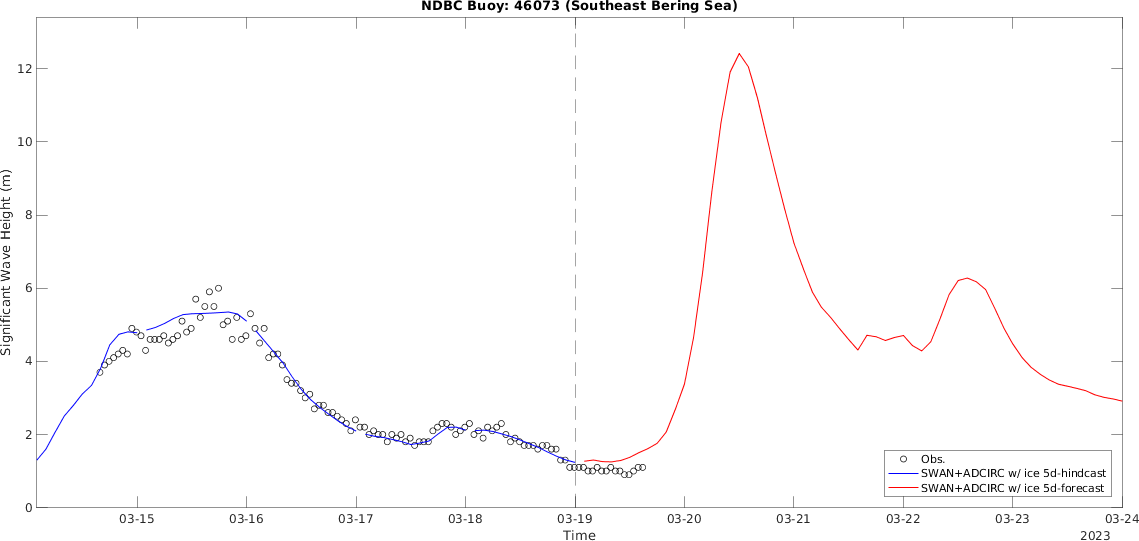 NDBC Buoy: 46073 (Southeast Bering Sea)
Significant Wave Height (m)
12
10
8
6
4
2
0
Obs.
SWAN+ADCIRC w/ ice 5d-hindcast
SWAN+ADCIRC w/ ice 5d-forecast
03-15 03-16 03-17 03-18 03-19 03-20 03-21 03-22 03-23 03-24
Time
2023